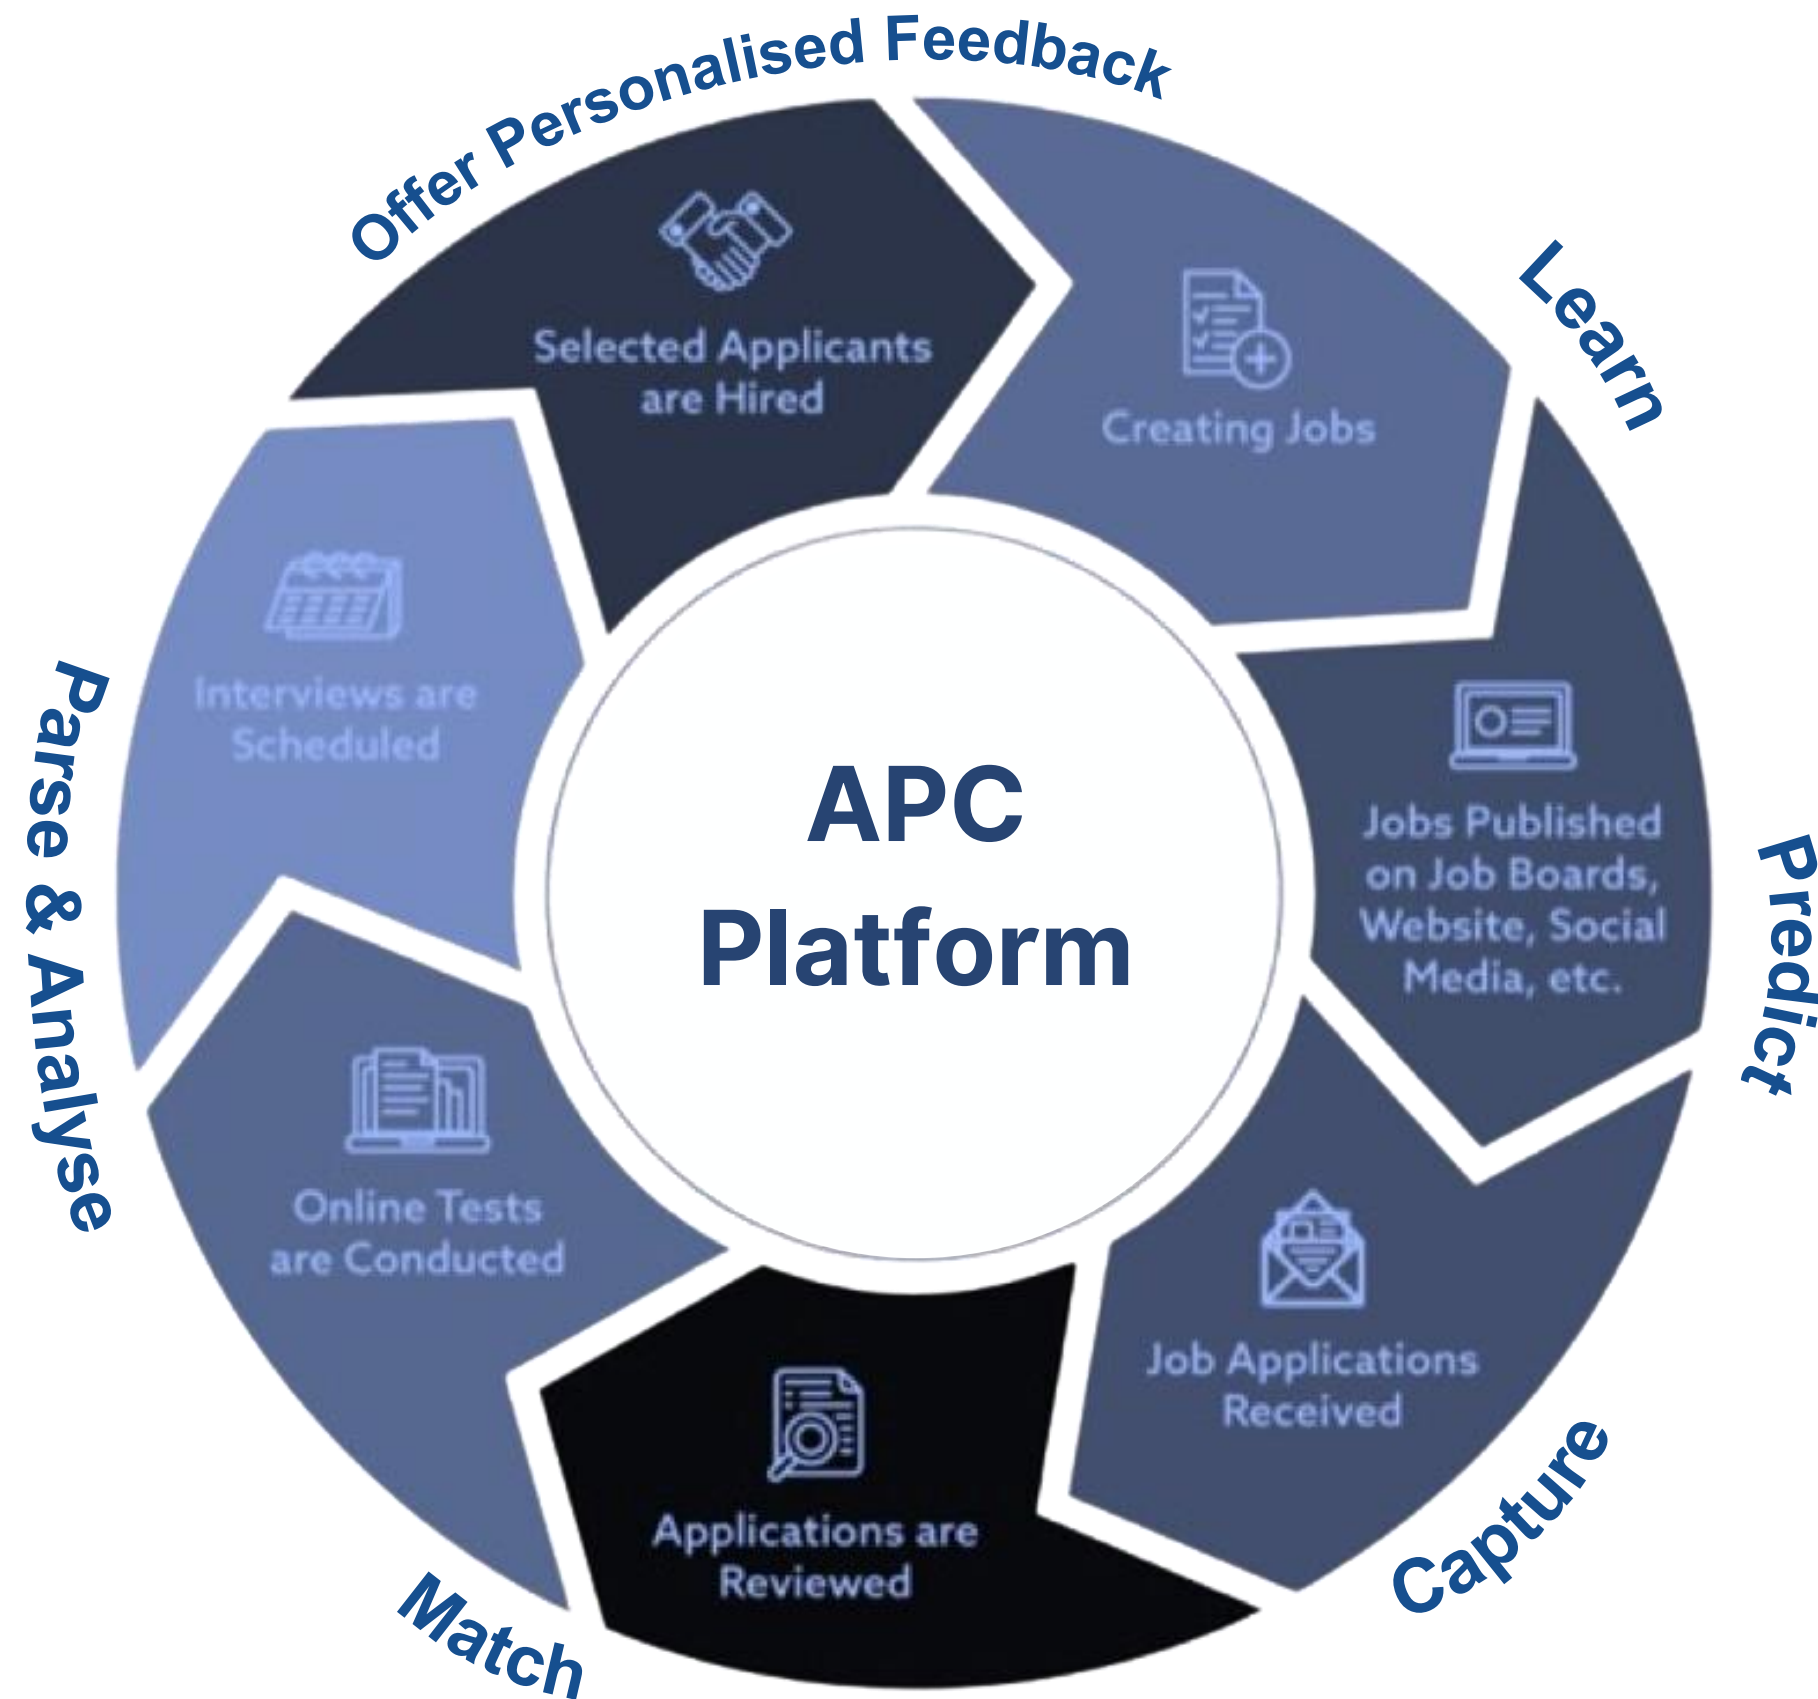 Offer Personalised Feedback
Learn
Predict
Capture
Match
Parse & Analyse
Selected Applicants
are Hired
Creating Jobs
Jobs Published
on Job Boards,
Website, Social
Media, etc.
Job Applications
Received
Applications are
Reviewed
Online Tests
are Conducted
Interviews are
Scheduled
APC
Platform